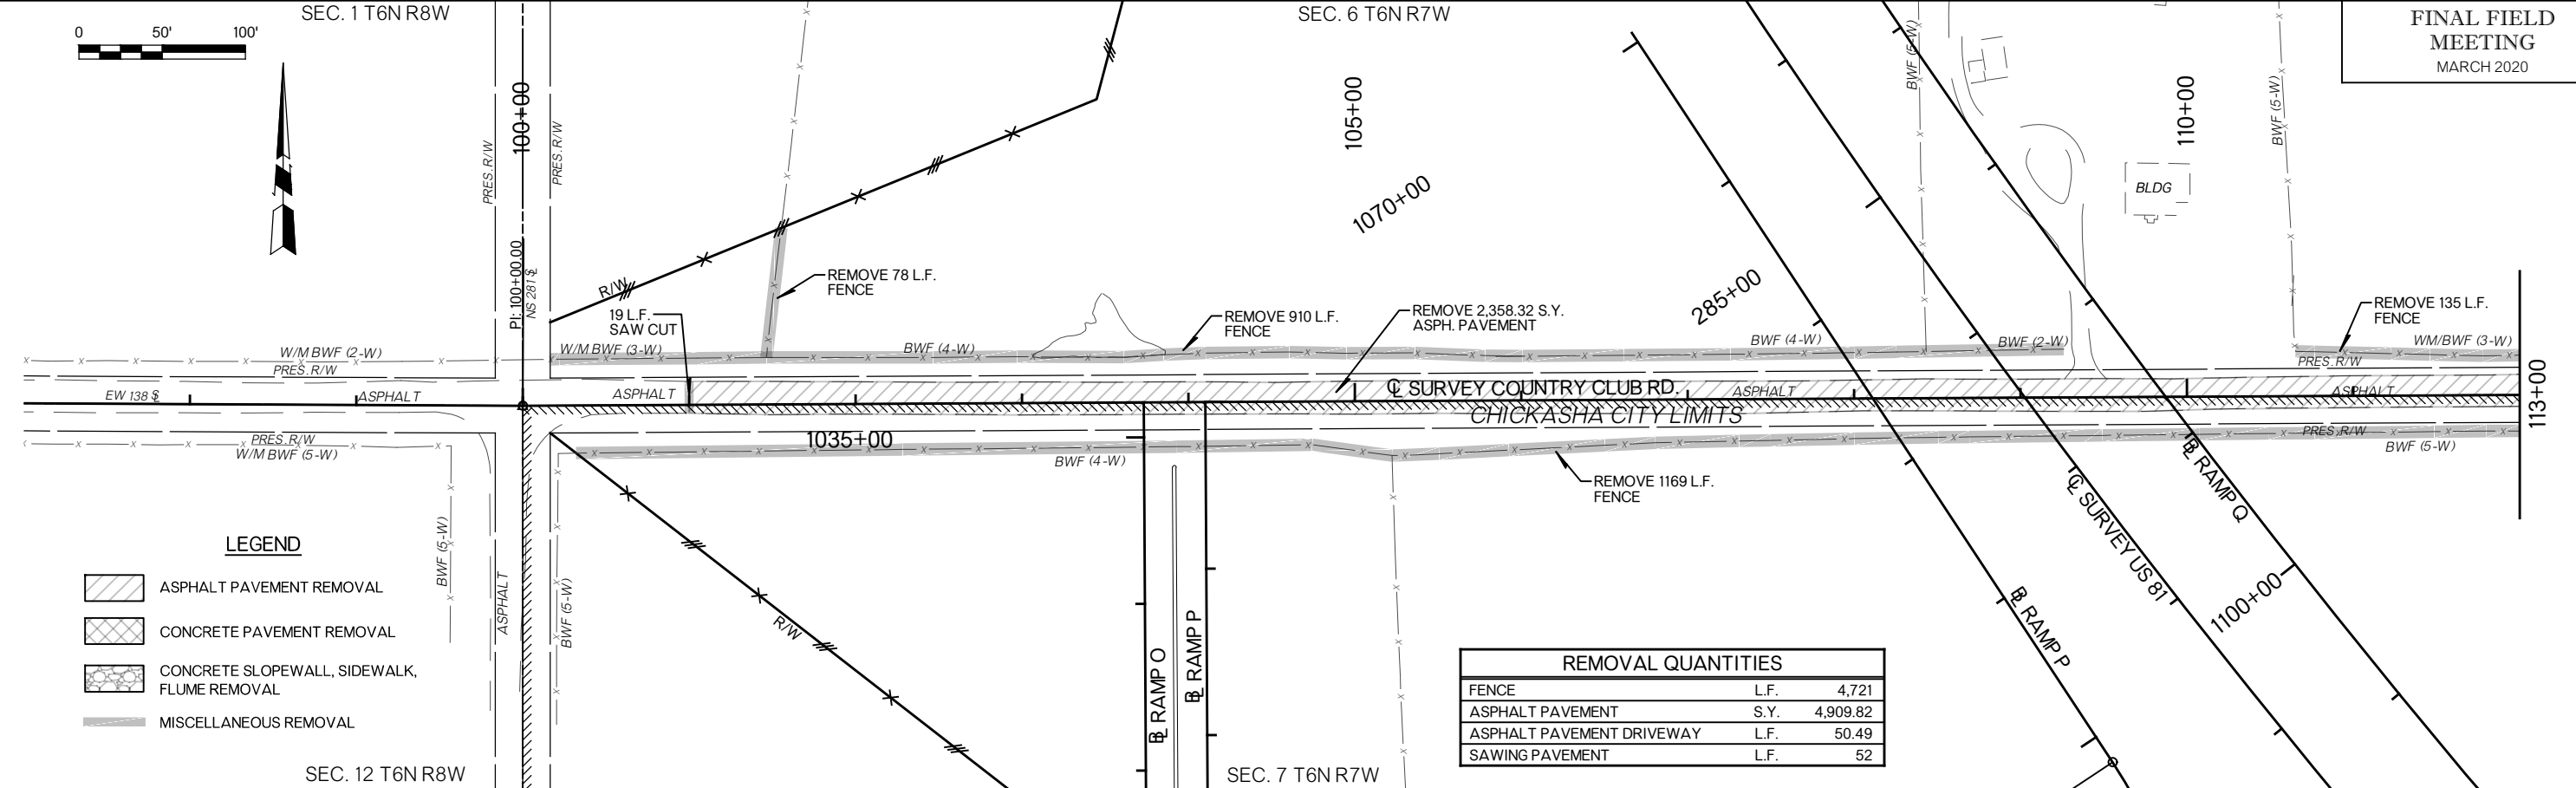 SEC. 1 T6N R8W
SEC. 6 T6N R7W
FINAL FIELD
MEETING
MARCH 2020
0 50' 100'
PRES. R/W
100+00
PRES. R/W
PI: 100+00.00
NS 281
105+00
110+00
BWF (5-W)
BWF (5-W)
BLDG
1070+00
285+00
R/W
REMOVE 78 L.F.
FENCE
19 L.F.
SAW CUT
REMOVE 910 L.F.
FENCE
REMOVE 2,358.32 S.Y.
ASPH. PAVEMENT
REMOVE 135 L.F.
FENCE
W/M BWF (2-W)
W/M BWF (3-W)
BWF (4-W)
BWF (4-W)
BWF (2-W)
WM/BWF (3-W)
PRES. R/W
PRES. R/W
EW 138
ASPHALT
ASPHALT
℄ SURVEY COUNTRY CLUB RD.
ASPHALT
ASPHALT
CHICKASHA CITY LIMITS
113+00
1035+00
PRES. R/W
W/M BWF (5-W)
BWF (4-W)
PRES. R/W
BWF (5-W)
REMOVE 1169 L.F.
FENCE
BWF (5-W)
ASPHALT
BWF (5-W)
R/W
BL RAMP O
BL RAMP P
BL RAMP P
℄ SURVEY US 81
BL RAMP Q
1100+00
LEGEND
ASPHALT PAVEMENT REMOVAL
CONCRETE PAVEMENT REMOVAL
CONCRETE SLOPEWALL, SIDEWALK,
FLUME REMOVAL
MISCELLANEOUS REMOVAL
REMOVAL QUANTITIES
FENCE L.F. 4,721
ASPHALT PAVEMENT S.Y. 4,909.82
ASPHALT PAVEMENT DRIVEWAY L.F. 50.49
SAWING PAVEMENT L.F. 52
SEC. 12 T6N R8W
SEC. 7 T6N R7W